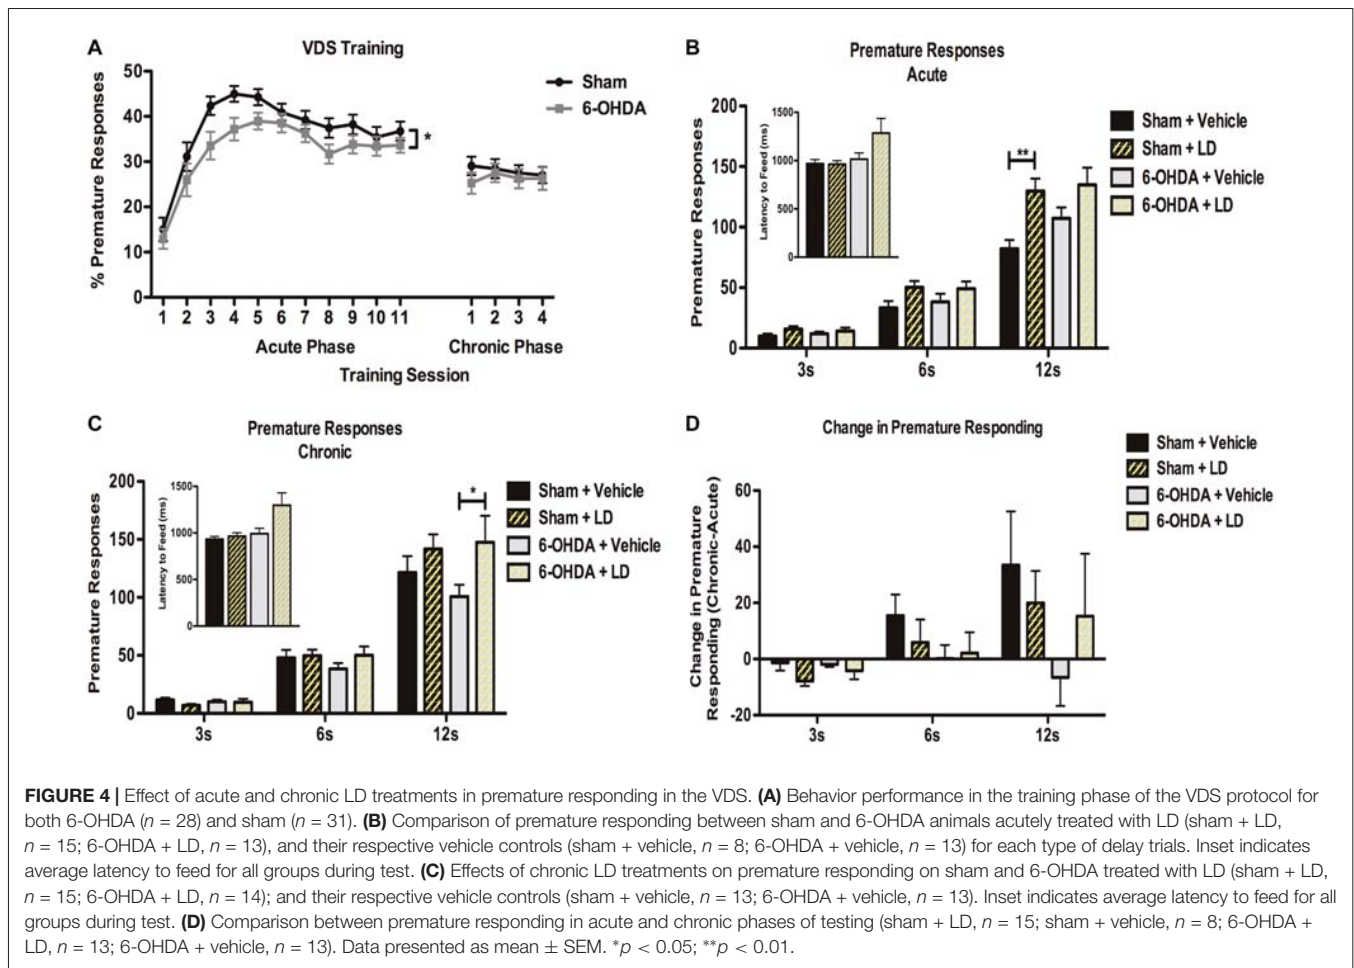 A
VDS Training
% Premature Responses
50
40
30
20
10
0
Sham
6-OHDA
*
1 2 3 4 5 6 7 8 9 10 11
1 2 3 4
Acute Phase
Chronic Phase
Training Session
B
Premature Responses
Acute
Premature Responses
200
150
100
50
0
Latency to Feed (ms)
1500
1000
500
0
**
Sham + Vehicle
Sham + LD
6-OHDA + Vehicle
6-OHDA + LD
3s 6s 12s
C
Premature Responses
Chronic
Premature Responses
200
150
100
50
0
Latency to Feed (ms)
1500
1000
500
0
*
Sham + Vehicle
Sham + LD
6-OHDA + Vehicle
6-OHDA + LD
3s 6s 12s
D
Change in Premature Responding
Change in Premature
Responding (Chronic-Acute)
60
40
20
0
-20
Sham + Vehicle
Sham + LD
6-OHDA + Vehicle
6-OHDA + LD
3s 6s 12s
FIGURE 4 | Effect of acute and chronic LD treatments in premature responding in the VDS. (A) Behavior performance in the training phase of the VDS protocol for
both 6-OHDA (n = 28) and sham (n = 31). (B) Comparison of premature responding between sham and 6-OHDA animals acutely treated with LD (sham + LD,
n = 15; 6-OHDA + LD, n = 13), and their respective vehicle controls (sham + vehicle, n = 8; 6-OHDA + vehicle, n = 13) for each type of delay trials. Inset indicates
average latency to feed for all groups during test. (C) Effects of chronic LD treatments on premature responding on sham and 6-OHDA treated with LD (sham + LD,
n = 15; 6-OHDA + LD, n = 14); and their respective vehicle controls (sham + vehicle, n = 13; 6-OHDA + vehicle, n = 13). Inset indicates average latency to feed for all
groups during test. (D) Comparison between premature responding in acute and chronic phases of testing (sham + LD, n = 15; sham + vehicle, n = 8; 6-OHDA +
LD, n = 13; 6-OHDA + vehicle, n = 13). Data presented as mean ± SEM. *p < 0.05; **p < 0.01.